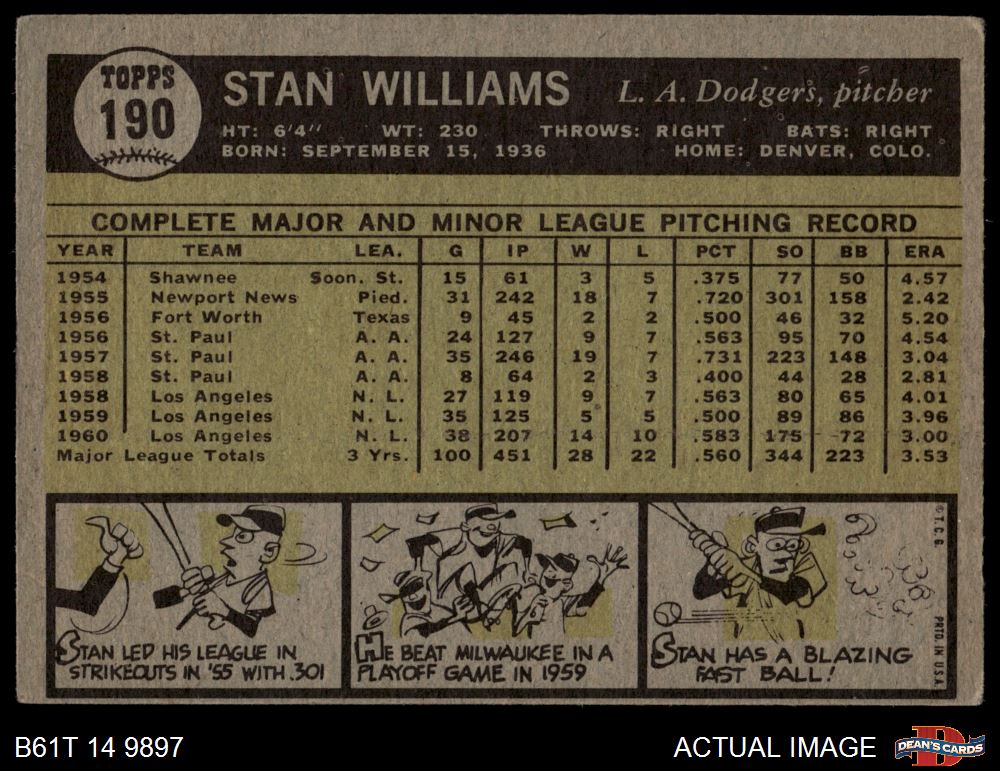 TOPPS
190
STAN WILLIAMS L. A. Dodgers, pitcher
HT: 6'4" WT: 230 THROWS: RIGHT BATS: RIGHT
BORN: SEPTEMBER 15, 1936 HOME: DENVER, COLO.
COMPLETE MAJOR AND MINOR LEAGUE PITCHING RECORD
YEAR TEAM LEA. G IP W L PCT SO BB ERA
1954 Shawnee Soon. St. 15 61 3 5 .375 77 50 4.57
1955 Newport News Pied. 31 242 18 7 .720 301 158 2.42
1956 Fort Worth Texas 9 45 2 2 .500 46 32 5.20
1956 St. Paul A. A. 24 127 9 7 .563 95 70 4.54
1957 St. Paul A. A. 35 246 19 7 .731 223 148 3.04
1958 St. Paul A. A. 8 64 2 3 .400 44 28 2.81
1958 Los Angeles N. L. 27 119 9 7 .563 80 65 4.01
1959 Los Angeles N. L. 35 125 5 5 .500 89 86 3.96
1960 Los Angeles N. L. 38 207 14 10 .583 175 72 3.00
Major League Totals 3 Yrs. 100 451 28 22 .560 344 223 3.53
STAN LED HIS LEAGUE IN
STRIKEOUTS IN '55 WITH 301
HE BEAT MILWAUKEE IN A
PLAYOFF GAME IN 1959
STAN HAS A BLAZING
FAST BALL!
© T.C.G. PRTD. IN U.S.A.
B61T 14 9897 ACTUAL IMAGE
DEAN'S CARDS